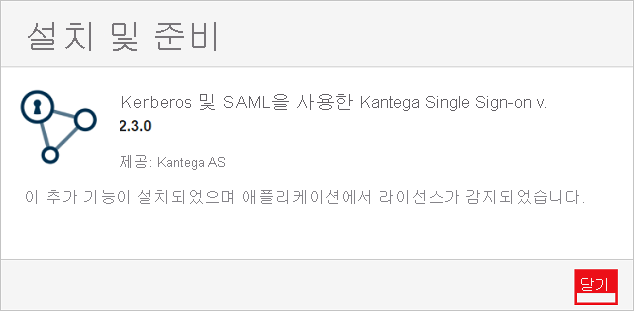 설치 및 준비
Kerberos 및 SAML을 사용한 Kantega Single Sign-on v.
2.3.0
제공: Kantega AS
이 추가 기능이 설치되었으며 애플리케이션에서 라이선스가 감지되었습니다.
닫기